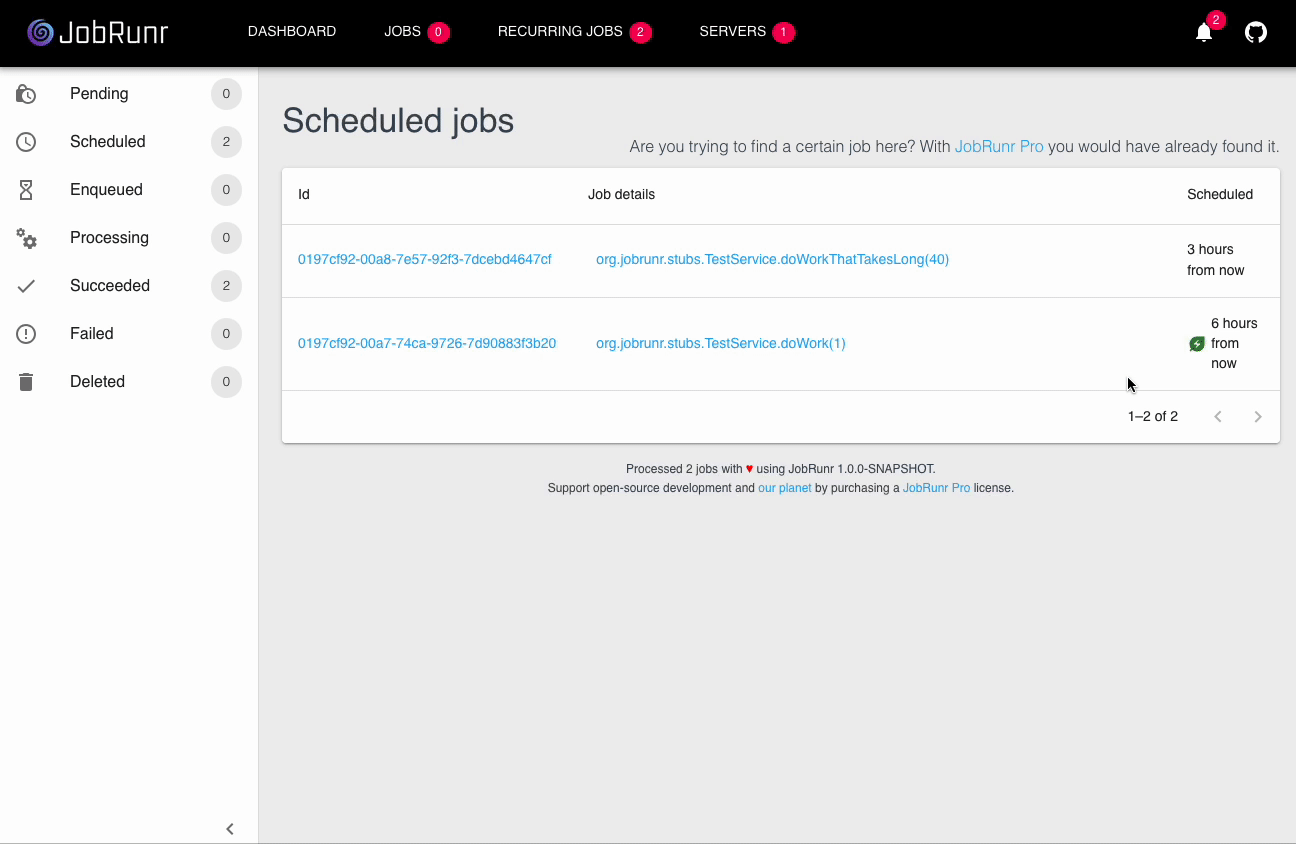 JobRunr DASHBOARD JOBS 0 RECURRING JOBS 2 SERVERS 1 2
Pending 0
Scheduled 2
Enqueued 0
Processing 0
Succeeded 2
Failed 0
Deleted 0
Scheduled jobs
Are you trying to find a certain job here? With JobRunr Pro you would have already found it.
Id Job details Scheduled
0197cf92-00a8-7e57-92f3-7dcebd4647cf org.jobrunr.stubs.TestService.doWorkThatTakesLong(40) 3 hours
from now
0197cf92-00a7-74ca-9726-7d90883f3b20 org.jobrunr.stubs.TestService.doWork(1) 6 hours
from
now
1–2 of 2
Processed 2 jobs with ♥ using JobRunr 1.0.0-SNAPSHOT.
Support open-source development and our planet by purchasing a JobRunr Pro license.